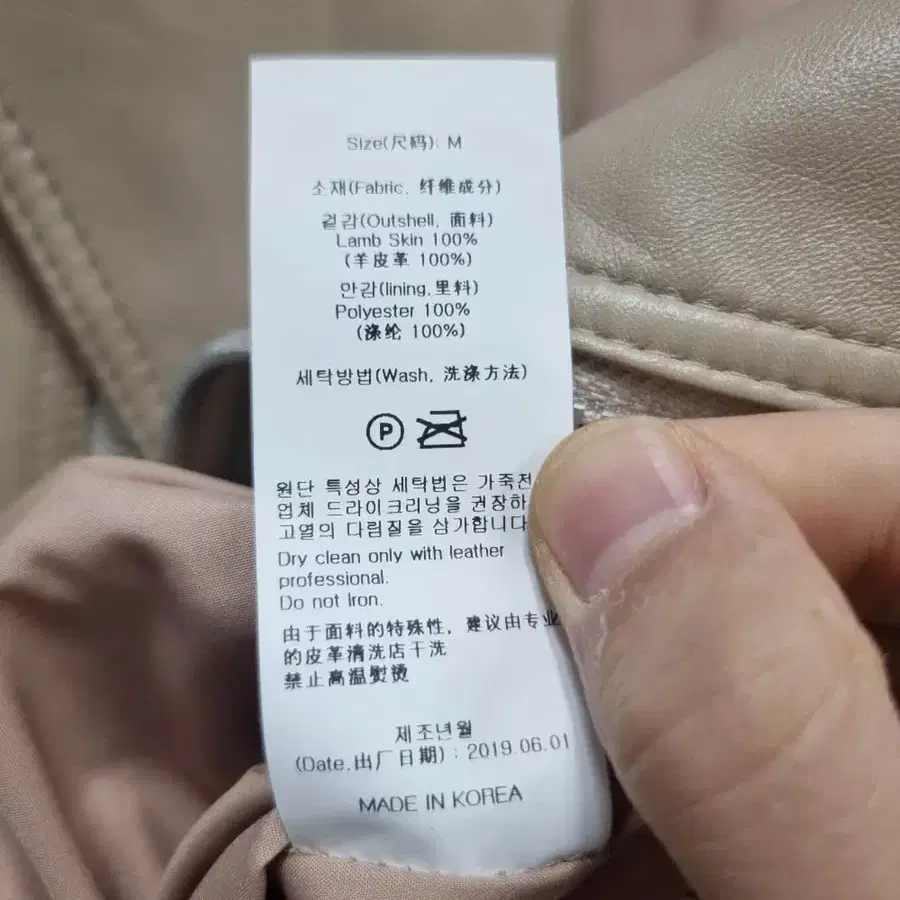 Size(尺码): M
소재(Fabric, 纤维成分)
겉감(Outshell, 面料)
Lamb Skin 100%
(羊皮革 100%)
안감(lining,里料)
Polyester 100%
(涤纶 100%)
세탁방법(Wash, 洗涤方法)
P
원단 특성상 세탁법은 가죽전
업체 드라이크리닝을 권장하
고열의 다림질을 삼가합니다
Dry clean only with leather
professional.
Do not Iron.
由于面料的特殊性, 建议由专业
的皮革清洗店干洗
禁止高温熨烫
제조년월
(Date.出厂日期) : 2019.06.01
MADE IN KOREA